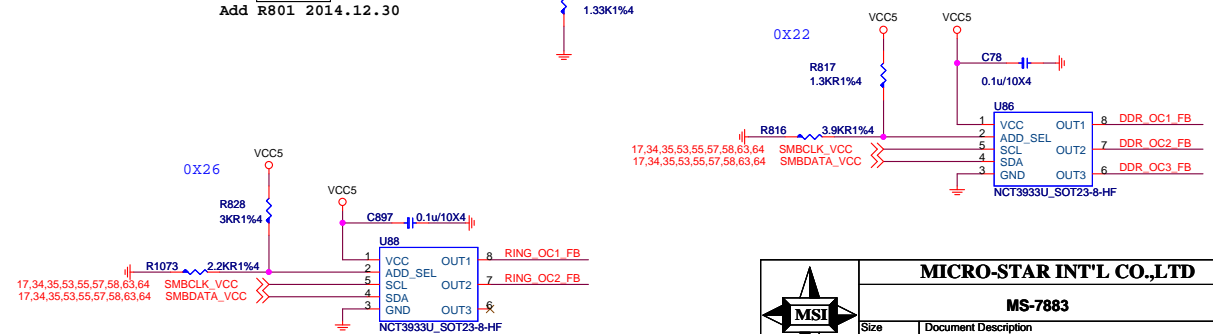 Add R801 2014.12.30
1.33K1%4
0X22
VCC5
VCC5
R817
1.3KR1%4
C78
0.1u/10X4
U86
R816
3.9KR1%4
1
VCC
OUT1
8
DDR_OC1_FB
2
ADD_SEL
17,34,35,53,55,57,58,63,64
SMBCLK_VCC
5
SCL
OUT2
7
DDR_OC2_FB
17,34,35,53,55,57,58,63,64
SMBDATA_VCC
4
SDA
3
GND
OUT3
6
DDR_OC3_FB
NCT3933U_SOT23-8-HF
0X26
VCC5
VCC5
R828
3KR1%4
C897
0.1u/10X4
U88
R1073
2.2KR1%4
1
VCC
OUT1
8
RING_OC1_FB
2
ADD_SEL
17,34,35,53,55,57,58,63,64
SMBCLK_VCC
5
SCL
OUT2
7
RING_OC2_FB
17,34,35,53,55,57,58,63,64
SMBDATA_VCC
4
SDA
3
GND
OUT3
6
NCT3933U_SOT23-8-HF
MSI
MICRO-STAR INT'L CO.,LTD
MS-7883
Size
Document Description